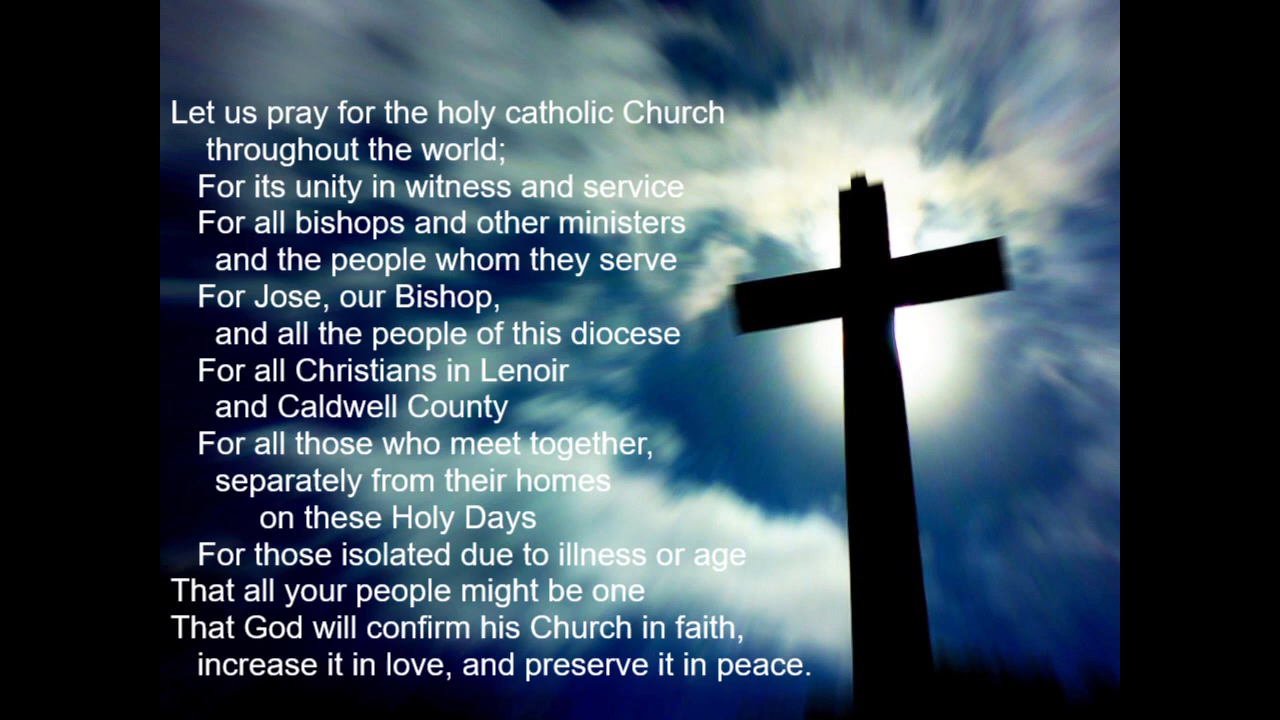 Let us pray for the holy catholic Church
throughout the world;
For its unity in witness and service
For all bishops and other ministers
and the people whom they serve
For Jose, our Bishop,
and all the people of this diocese
For all Christians in Lenoir
and Caldwell County
For all those who meet together,
separately from their homes
on these Holy Days
For those isolated due to illness or age
That all your people might be one
That God will confirm his Church in faith,
increase it in love, and preserve it in peace.